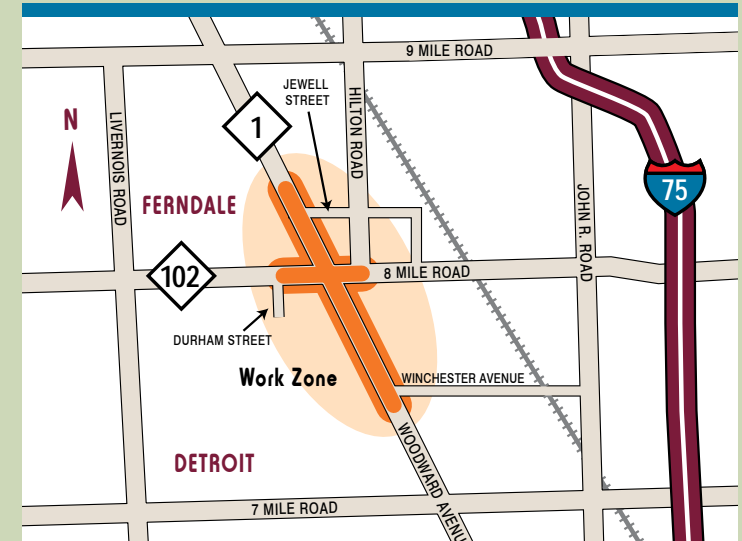 9 MILE ROAD
JEWELL
STREET
HILTON ROAD
LIVERNOIS ROAD
N
1
75
FERNDALE
JOHN R. ROAD
102
8 MILE ROAD
DURHAM STREET
Work Zone
WINCHESTER AVENUE
WOODWARD AVENU
DETROIT
7 MILE ROAD